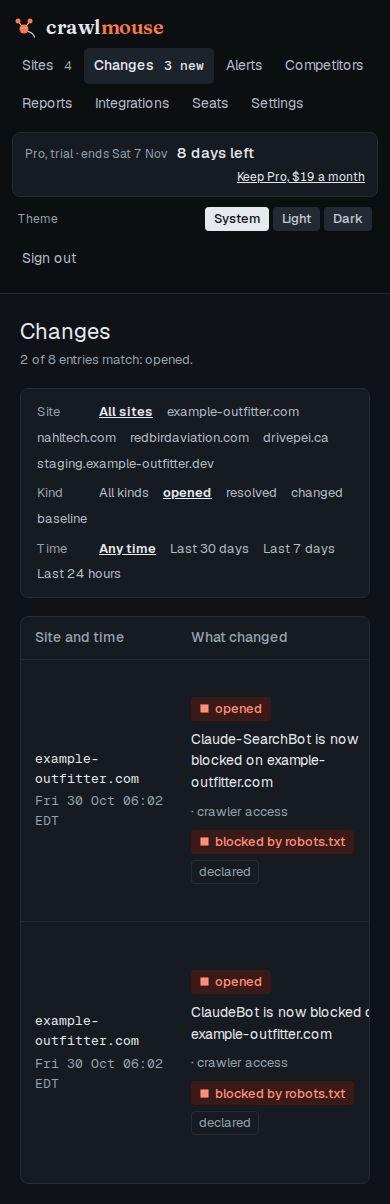 crawlmouse
Sites 4 Changes 3 new Alerts Competitors
Reports Integrations Seats Settings
Pro, trial · ends Sat 7 Nov 8 days left
Keep Pro, $19 a month
Theme System Light Dark
Sign out
Changes
2 of 8 entries match: opened.
Site All sites example-outfitter.com
nahltech.com redbirdaviation.com drivepei.ca
staging.example-outfitter.dev
Kind All kinds opened resolved changed
baseline
Time Any time Last 30 days Last 7 days
Last 24 hours
Site and time What changed
example-
outfitter.com
Fri 30 Oct 06:02
EDT
opened
Claude-SearchBot is now
blocked on example-
outfitter.com
· crawler access
blocked by robots.txt
declared
example-
outfitter.com
Fri 30 Oct 06:02
EDT
opened
ClaudeBot is now blocked
example-outfitter.com
· crawler access
blocked by robots.txt
declared